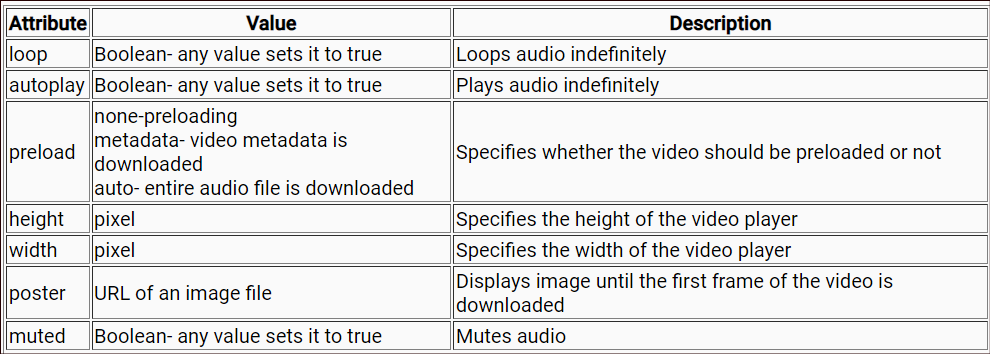 Attribute Value Description
loop Boolean- any value sets it to true Loops audio indefinitely
autoplay Boolean- any value sets it to true Plays audio indefinitely
preload
none-preloading
metadata- video metadata is
downloaded
auto- entire audio file is downloaded
Specifies whether the video should be preloaded or not
height pixel Specifies the height of the video player
width pixel Specifies the width of the video player
poster URL of an image file
Displays image until the first frame of the video is
downloaded
muted Boolean- any value sets it to true Mutes audio